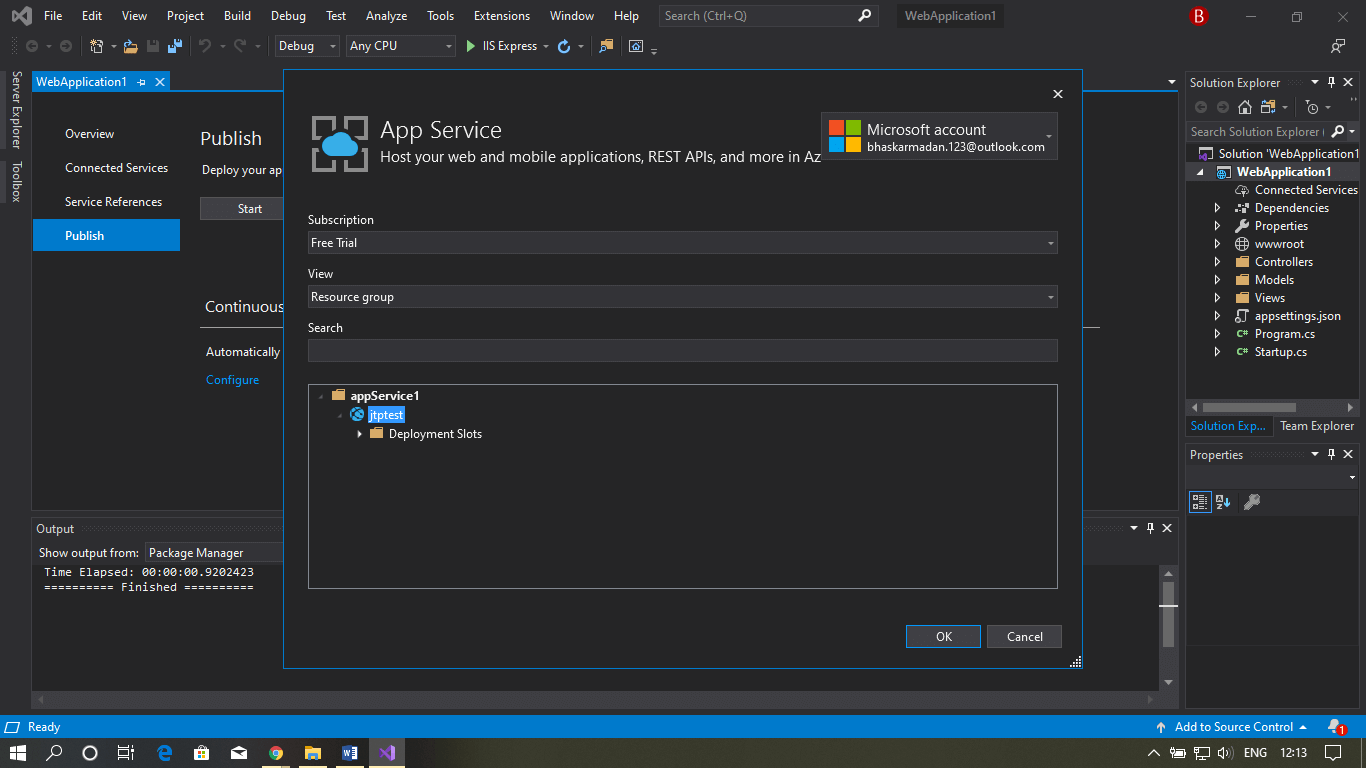 File Edit View Project Build Debug Test Analyze Tools Extensions Window Help Search (Ctrl+Q) WebApplication1 B
Debug Any CPU IIS Express
Server Explorer
Toolbox
WebApplication1
Overview
Connected Services
Service References
Publish
Publish
Deploy your ap
Start
Continuous
Automatically
Configure
App Service
Host your web and mobile applications, REST APIs, and more in Az
Microsoft account
bhaskarmadan.123@outlook.com
Subscription
Free Trial
View
Resource group
Search
appService1
jtptest
Deployment Slots
OK Cancel
Solution Explorer
Search Solution Explorer (
Solution 'WebApplication1
WebApplication1
Connected Services
Dependencies
Properties
wwwroot
Controllers
Models
Views
appsettings.json
C# Program.cs
C# Startup.cs
Solution Exp... Team Explorer
Properties
Output
Show output from: Package Manager
Time Elapsed: 00:00:00.9202423
========== Finished ==========
Ready Add to Source Control 1
ENG 12:13